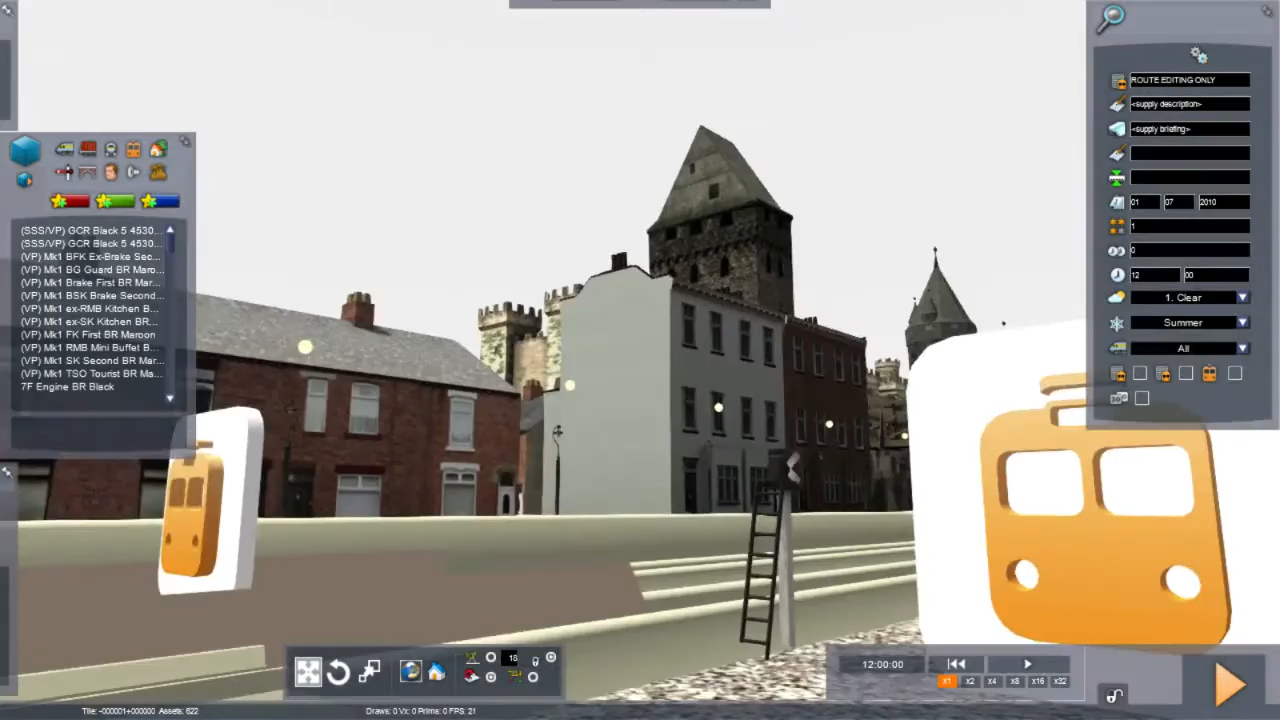 ROUTE EDITING ONLY
<supply description>
<supply briefing>
01 07 2010
1
0
12 00
1. Clear
Summer
All
(SSS/VP) GCR Black 5 4530...
(SSS/VP) GCR Black 5 4530...
(VP) Mk1 BFK Ex-Brake Sec...
(VP) Mk1 BG Guard BR Maro...
(VP) Mk1 Brake First BR Mar...
(VP) Mk1 BSK Brake Second...
(VP) Mk1 ex-RMB Kitchen B...
(VP) Mk1 ex-SK Kitchen BR...
(VP) Mk1 FK First BR Maroon
(VP) Mk1 RMB Mini Buffet B...
(VP) Mk1 SK Second BR Mar...
(VP) Mk1 TSO Tourist BR Ma...
7F Engine BR Black
18
12:00:00
x1 x2 x4 x8 x16 x32
Tile: -000001+000000 Assets: 622
Draws: 0 Vx: 0 Prims: 0 FPS: 21